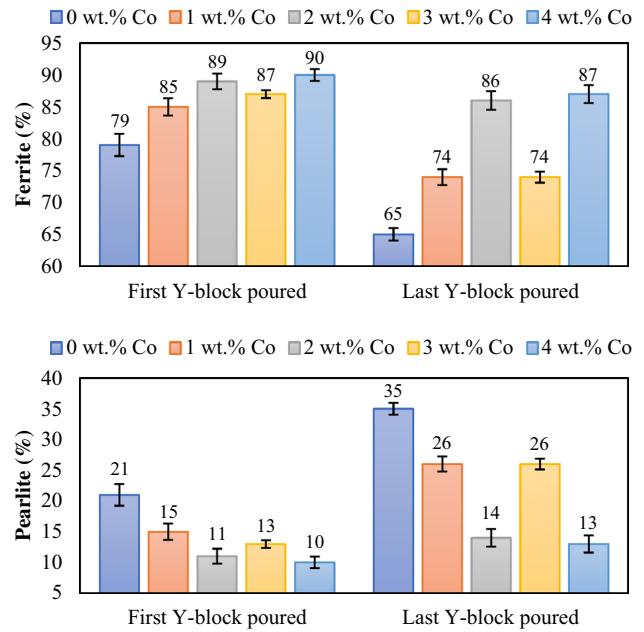 0 wt.% Co 1 wt.% Co 2 wt.% Co 3 wt.% Co 4 wt.% Co
95
90
85
80
75
70
65
60
Ferrite (%)
79 85 89 87 90
65 74 86 74 87
First Y-block poured Last Y-block poured
0 wt.% Co 1 wt.% Co 2 wt.% Co 3 wt.% Co 4 wt.% Co
40
35
30
25
20
15
10
5
Pearlite (%)
21 15 11 13 10
35 26 14 26 13
First Y-block poured Last Y-block poured